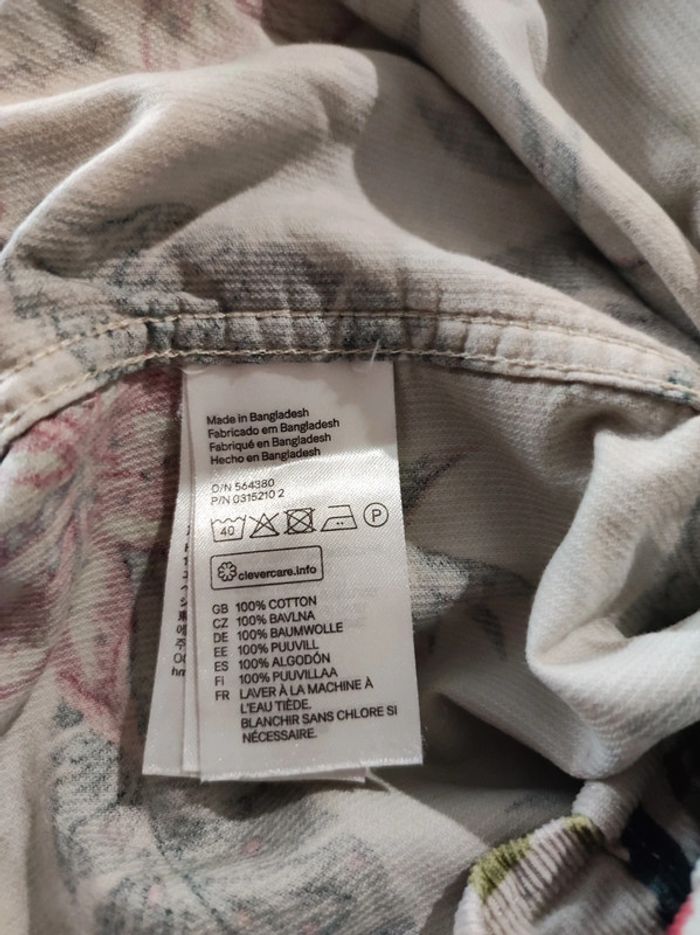 Made in Bangladesh
Fabricado em Bangladesh
Fabriqué en Bangladesh
Hecho en Bangladesh
O/N 564380
P/N 0315210 2
40
P
clevercare.info
GB 100% COTTON
CZ 100% BAVLNA
DE 100% BAUMWOLLE
EE 100% PUUVILL
ES 100% ALGODÓN
FI 100% PUUVILLAA
FR LAVER À LA MACHINE À
L'EAU TIÈDE.
BLANCHIR SANS CHLORE SI
NÉCESSAIRE.